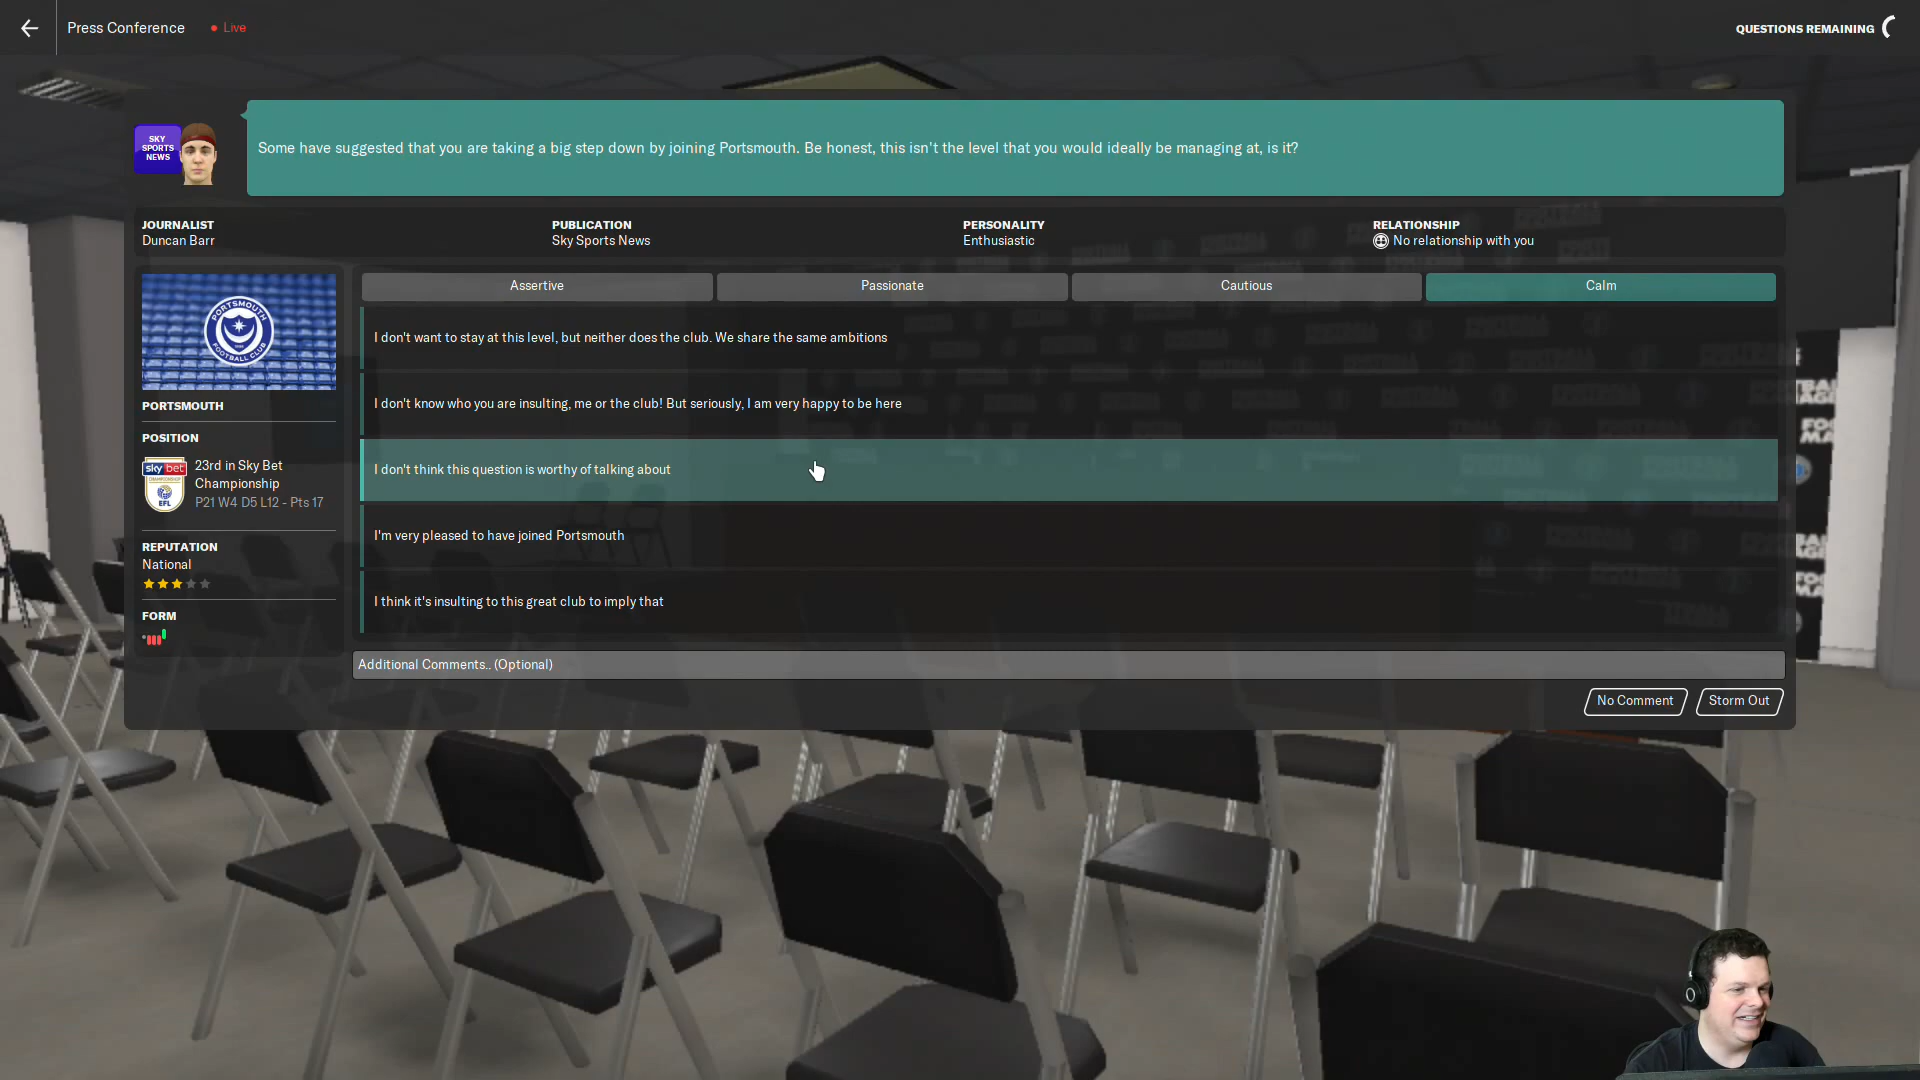 Press Conference
Live
QUESTIONS REMAINING
SKY
SPORTS
NEWS
Some have suggested that you are taking a big step down by joining Portsmouth. Be honest, this isn't the level that you would ideally be managing at, is it?
JOURNALIST
Duncan Barr
PUBLICATION
Sky Sports News
PERSONALITY
Enthusiastic
RELATIONSHIP
No relationship with you
PORTSMOUTH
FOOTBALL CLUB
PORTSMOUTH
POSITION
sky bet
CHAMPIONSHIP
EFL
23rd in Sky Bet
Championship
P21 W4 D5 L12 - Pts 17
REPUTATION
National
FORM
Assertive
Passionate
Cautious
Calm
I don't want to stay at this level, but neither does the club. We share the same ambitions
I don't know who you are insulting, me or the club! But seriously, I am very happy to be here
I don't think this question is worthy of talking about
I'm very pleased to have joined Portsmouth
I think it's insulting to this great club to imply that
Additional Comments.. (Optional)
No Comment
Storm Out